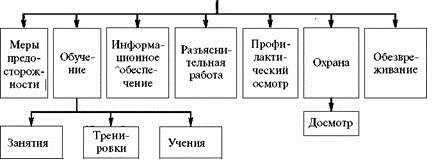 Меры
предо-
сторож-
ности
Обуче-
ние
Информа-
ционное
обеспе-
чение
Разъясни-
тельная
работа
Профи-
лакти-
ческий
осмотр
Охрана
Обезвре-
живание
Досмотр
Занятия
Трени-
ровки
Учения